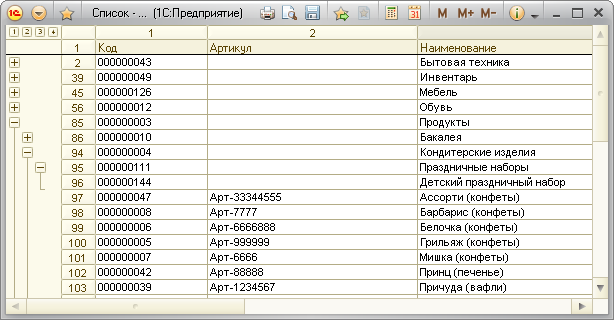 Список - ... [1С:Предприятие] M M+ M-
1 2 3 4 1 2
1 Код Артикул Наименование
2 000000043 Бытовая техника
39 000000049 Инвентарь
45 000000126 Мебель
56 000000012 Обувь
85 000000003 Продукты
86 000000010 Бакалея
94 000000004 Кондитерские изделия
95 000000111 Праздничные наборы
96 000000144 Детский праздничный набор
97 000000047 Арт-33344555 Ассорти (конфеты)
98 000000008 Арт-7777 Барбарис (конфеты)
99 000000006 Арт-6666888 Белочка (конфеты)
100 000000005 Арт-999999 Грильяж (конфеты)
101 000000007 Арт-6666 Мишка (конфеты)
102 000000042 Арт-88888 Принц (печенье)
103 000000039 Арт-1234567 Причуда (вафли)